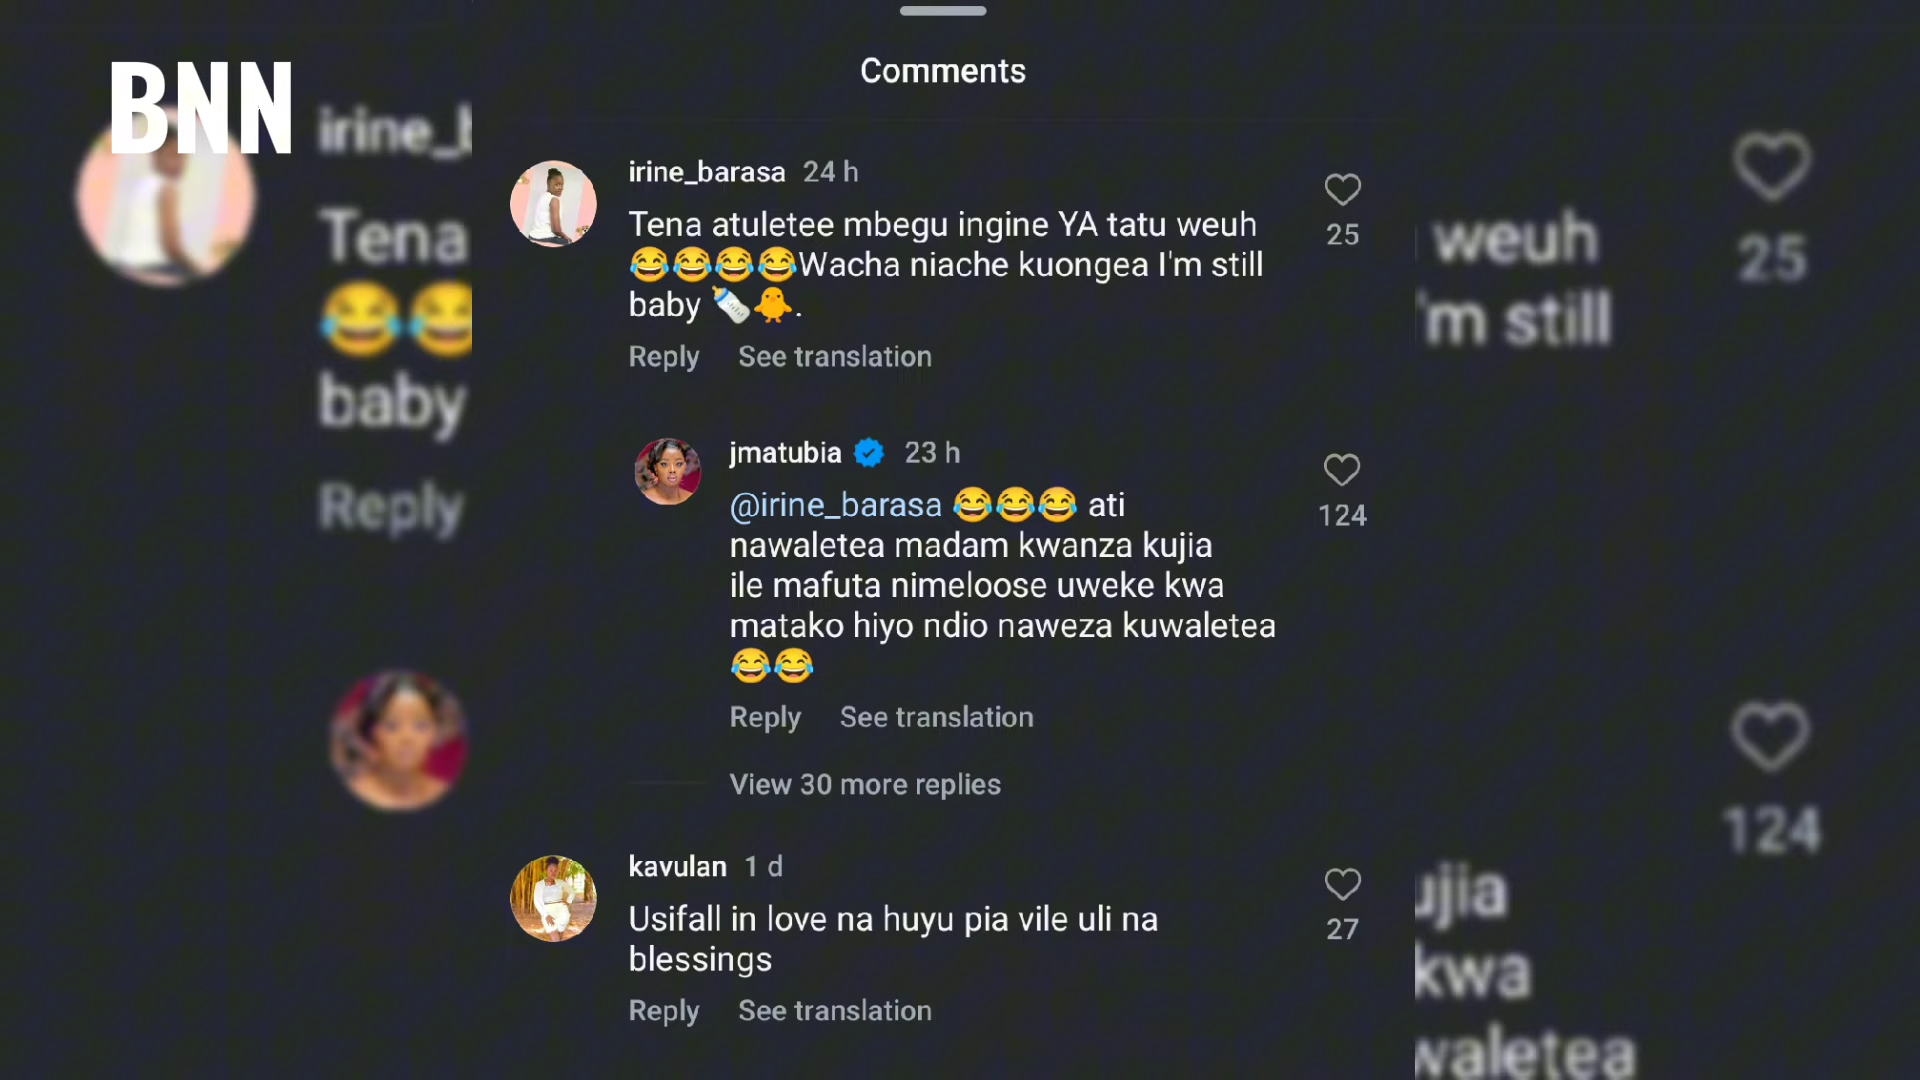 BNN
Comments
irine_barasa 24 h
Tena atuletee mbegu ingine YA tatu weuh
😂😂😂😂Wacha niache kuongea I'm still
baby 🍼🐥.
25
Reply See translation
jmatubia 23 h
@irine_barasa 😂😂😂 ati
nawaletea madam kwanza kujia
ile mafuta nimeloose uweke kwa
matako hiyo ndio naweza kuwaletea
😂😂
124
Reply See translation
View 30 more replies
kavulan 1 d
Usifall in love na huyu pia vile uli na
blessings
27
Reply See translation
irine_b
Tena
😂😂
baby
Reply
weuh
25
'm still
124
ujia
kwa
waletea